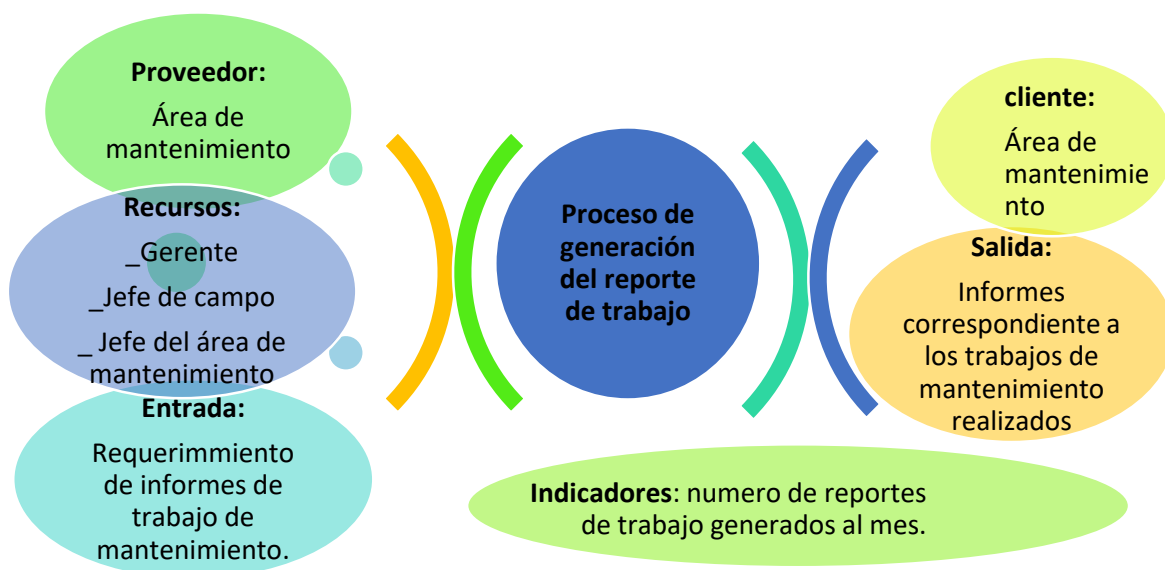 Proveedor:
Área de
mantenimiento
Recursos:
_Gerente
_Jefe de campo
_ Jefe del área de
mantenimiento
Entrada:
Requerimmiento
de informes de
trabajo de
mantenimiento.
Proceso de
generación
del reporte
de trabajo
cliente:
Área de
mantenimie
nto
Salida:
Informes
correspondiente a
los trabajos de
mantenimiento
realizados
Indicadores: numero de reportes
de trabajo generados al mes.